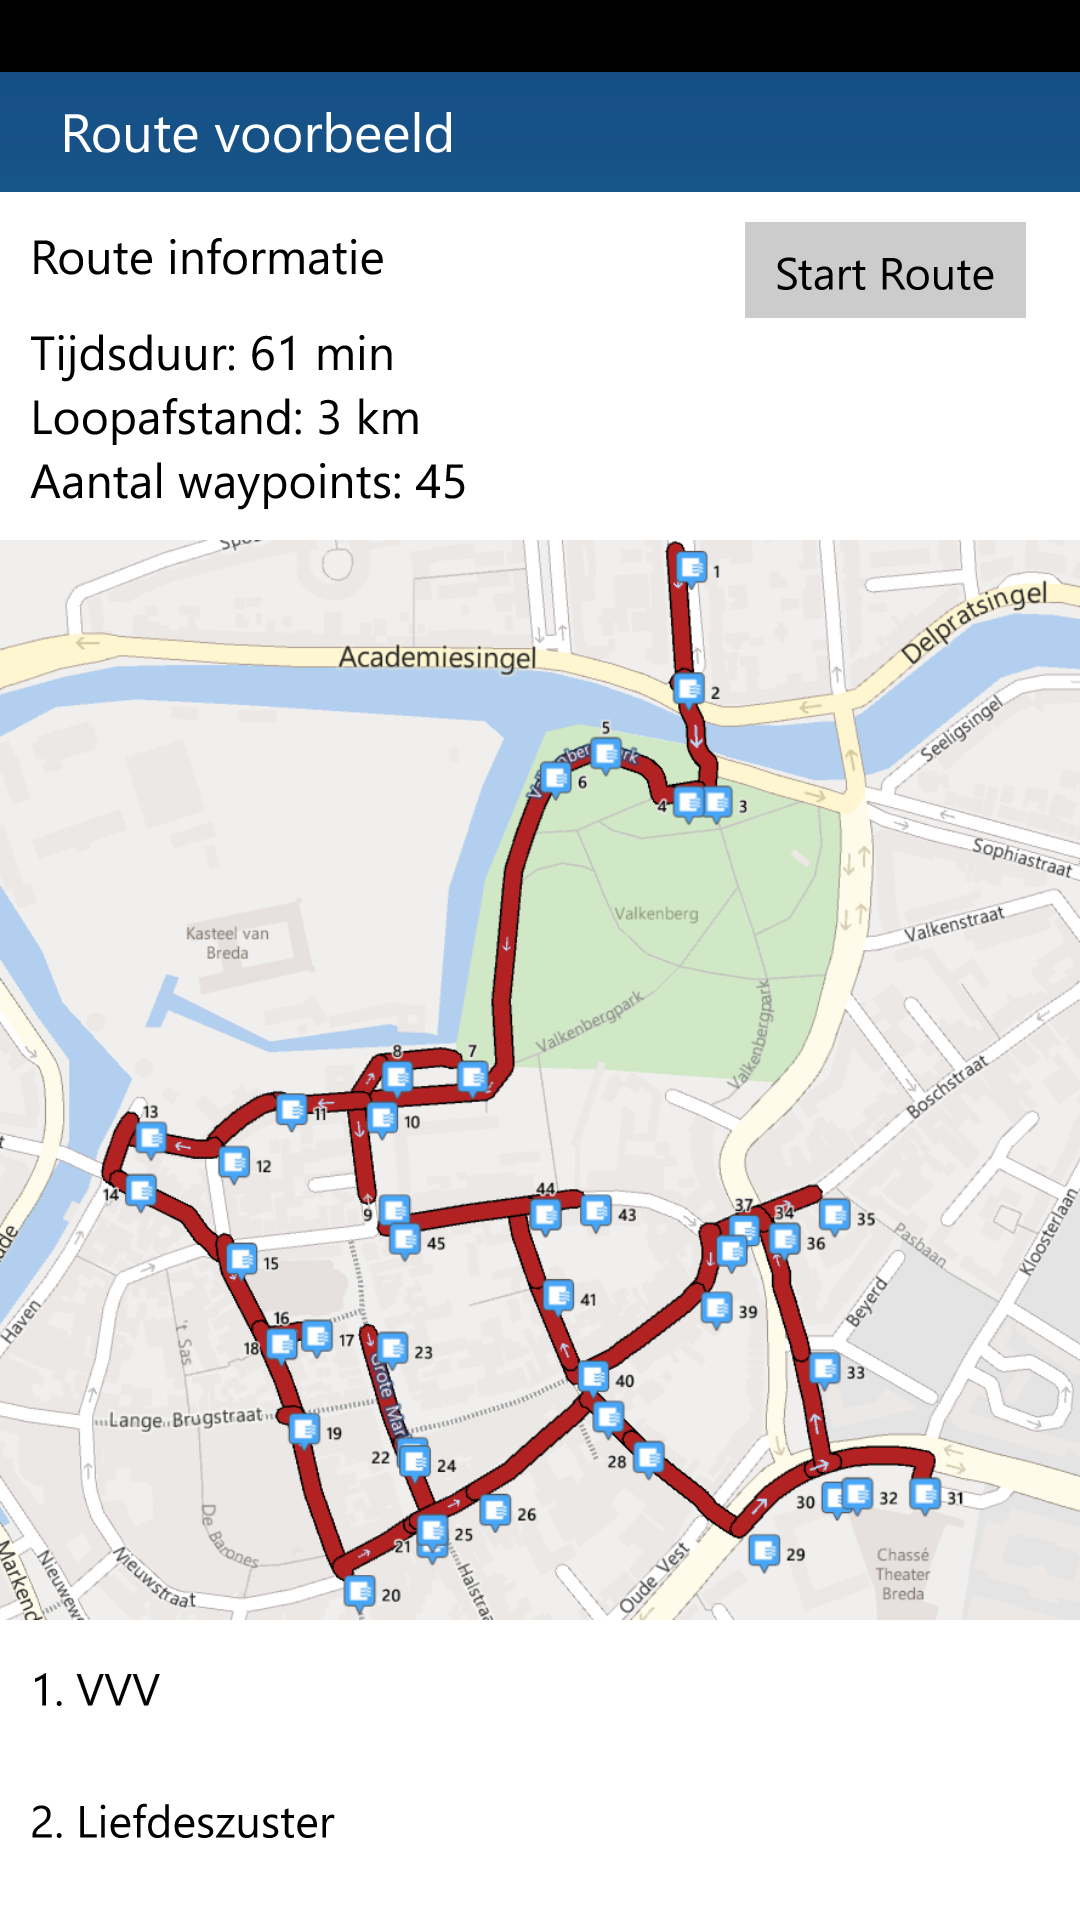 Route voorbeeld
Route informatie
Start Route
Tijdsduur: 61 min
Loopafstand: 3 km
Aantal waypoints: 45
1
Delpratsingel
Academiesingel
2
Seeligsingel
5
6
4
3
Sophiastraat
Valkenberg
Valkenstraat
Kasteel van
Breda
Valkenbergpark
Valkenbergpark
8
7
Boschstraat
13
11
10
12
14
44
9
43
37
34
35
45
36
Pasbaan
Kloosterlaan
15
41
39
Beyerd
Haven
't Sas
16
17
18
23
40
33
Lange Brugstraat
19
22
24
28
30
32
31
26
De Barones
25
21
29
Chassé
Theater
Breda
Nieuwstraat
20
Oude Vest
1. VVV
2. Liefdeszuster